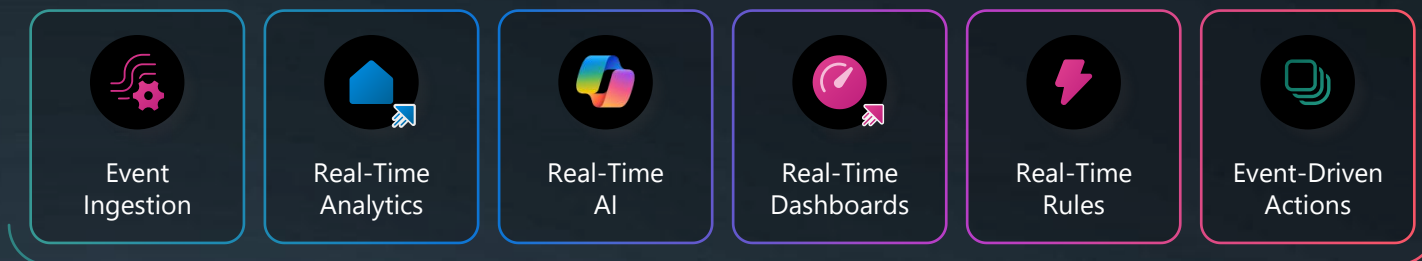 Event
Ingestion
Real-Time
Analytics
Real-Time
AI
Real-Time
Dashboards
Real-Time
Rules
Event-Driven
Actions